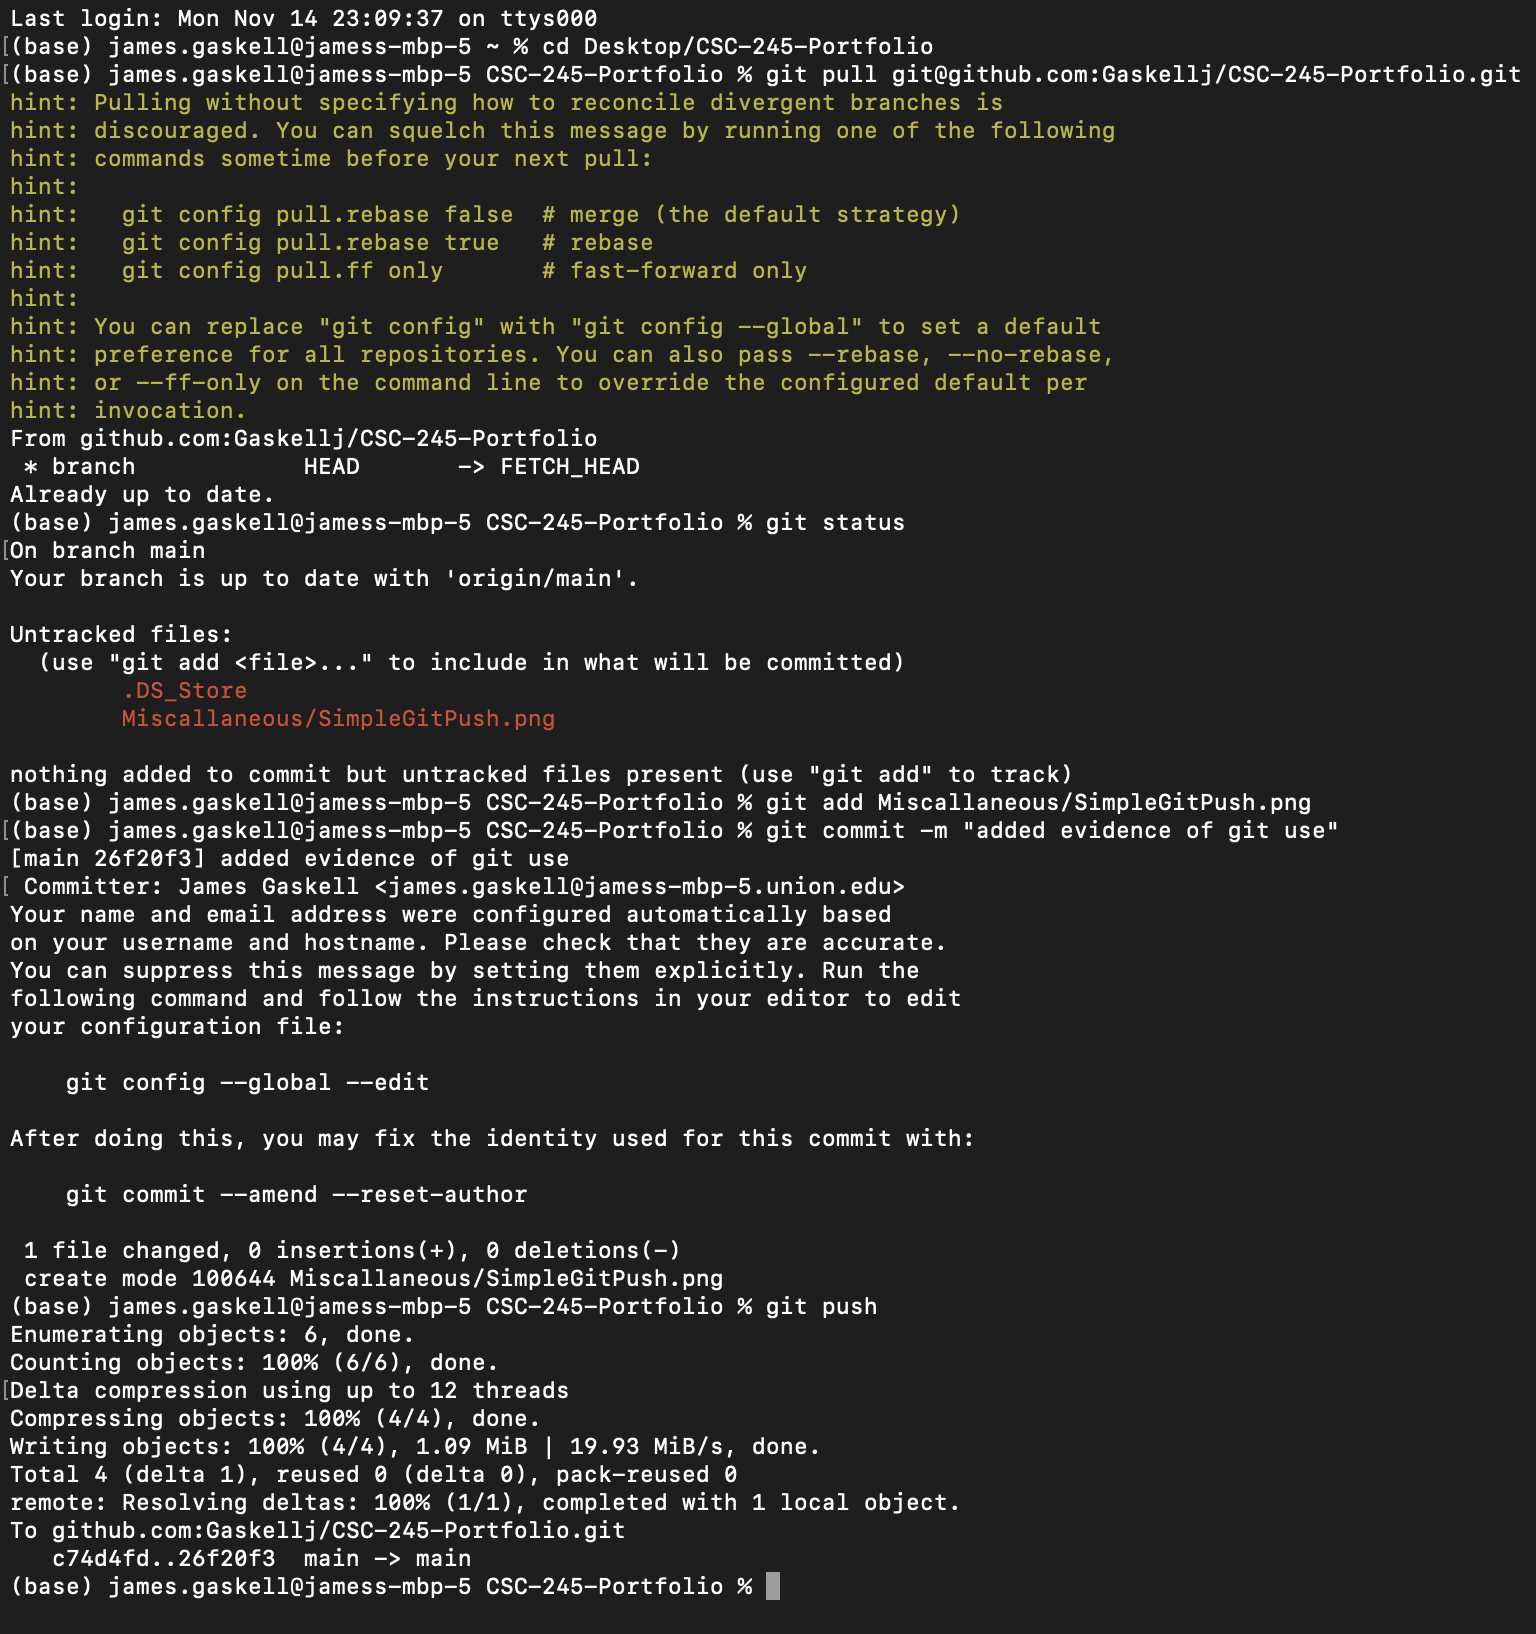 Last login: Mon Nov 14 23:09:37 on ttys000
[(base) james.gaskell@jamess-mbp-5 ~ % cd Desktop/CSC-245-Portfolio
[(base) james.gaskell@jamess-mbp-5 CSC-245-Portfolio % git pull git@github.com:Gaskellj/CSC-245-Portfolio.git
hint: Pulling without specifying how to reconcile divergent branches is
hint: discouraged. You can squelch this message by running one of the following
hint: commands sometime before your next pull:
hint:
hint:   git config pull.rebase false  # merge (the default strategy)
hint:   git config pull.rebase true   # rebase
hint:   git config pull.ff only       # fast-forward only
hint:
hint: You can replace "git config" with "git config --global" to set a default
hint: preference for all repositories. You can also pass --rebase, --no-rebase,
hint: or --ff-only on the command line to override the configured default per
hint: invocation.
From github.com:Gaskellj/CSC-245-Portfolio
 * branch            HEAD       -> FETCH_HEAD
Already up to date.
(base) james.gaskell@jamess-mbp-5 CSC-245-Portfolio % git status
[On branch main
Your branch is up to date with 'origin/main'.

Untracked files:
  (use "git add <file>..." to include in what will be committed)
        .DS_Store
        Miscallaneous/SimpleGitPush.png

nothing added to commit but untracked files present (use "git add" to track)
(base) james.gaskell@jamess-mbp-5 CSC-245-Portfolio % git add Miscallaneous/SimpleGitPush.png
[(base) james.gaskell@jamess-mbp-5 CSC-245-Portfolio % git commit -m "added evidence of git use"
[main 26f20f3] added evidence of git use
[ Committer: James Gaskell <james.gaskell@jamess-mbp-5.union.edu>
Your name and email address were configured automatically based
on your username and hostname. Please check that they are accurate.
You can suppress this message by setting them explicitly. Run the
following command and follow the instructions in your editor to edit
your configuration file:

    git config --global --edit

After doing this, you may fix the identity used for this commit with:

    git commit --amend --reset-author

 1 file changed, 0 insertions(+), 0 deletions(-)
 create mode 100644 Miscallaneous/SimpleGitPush.png
(base) james.gaskell@jamess-mbp-5 CSC-245-Portfolio % git push
Enumerating objects: 6, done.
Counting objects: 100% (6/6), done.
[Delta compression using up to 12 threads
Compressing objects: 100% (4/4), done.
Writing objects: 100% (4/4), 1.09 MiB | 19.93 MiB/s, done.
Total 4 (delta 1), reused 0 (delta 0), pack-reused 0
remote: Resolving deltas: 100% (1/1), completed with 1 local object.
To github.com:Gaskellj/CSC-245-Portfolio.git
   c74d4fd..26f20f3  main -> main
(base) james.gaskell@jamess-mbp-5 CSC-245-Portfolio %